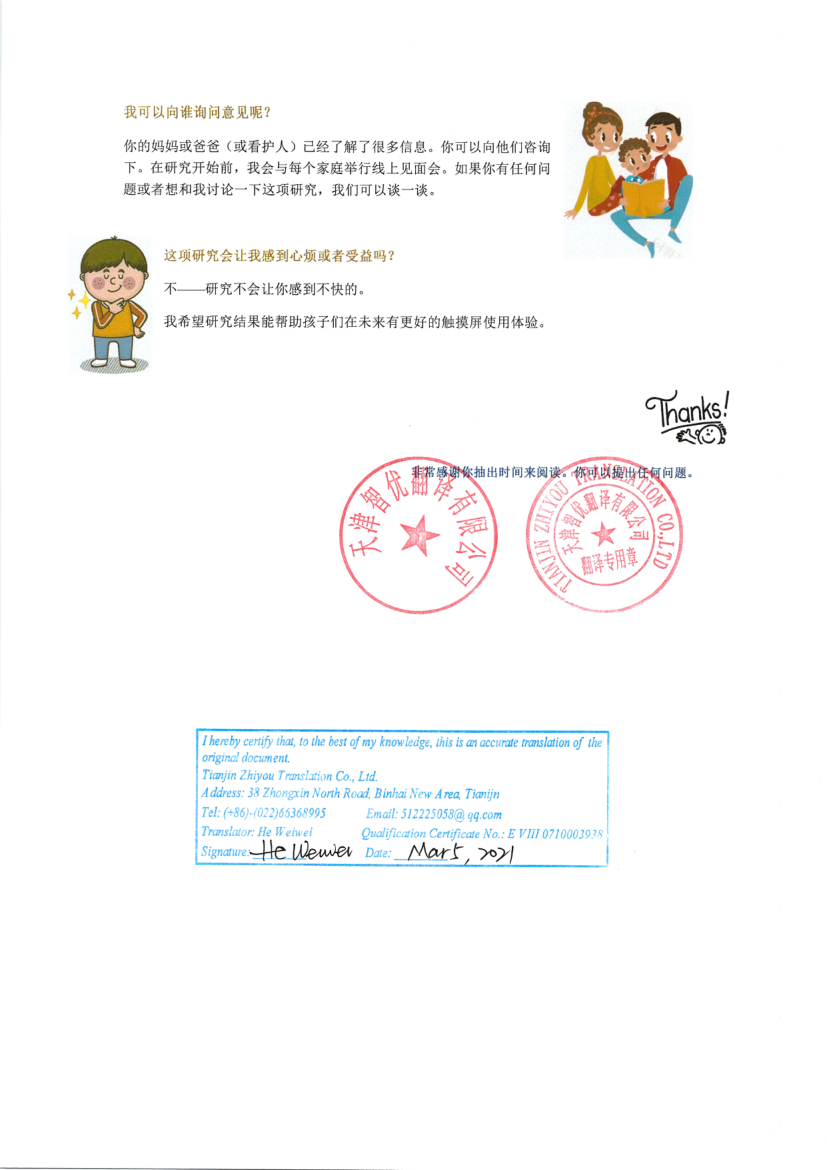 我可以向谁询问意见呢？
你的妈妈或爸爸（或看护人）已经了解了很多信息。你可以向他们咨询
下。在研究开始前，我会与每个家庭举行线上见面会。如果你有任何问
题或者想和我讨论一下这项研究，我们可以谈一谈。
这项研究会让我感到心烦或者受益吗？
不——研究不会让你感到不快的。
我希望研究结果能帮助孩子们在未来有更好的触摸屏使用体验。
Thanks!
非常感谢你抽出时间来阅读。你可以提出任何问题。
天津智优翻译有限公司
TIANJIN ZHIYOU TRANSLATION CO.,LTD
天津智优翻译有限公司
翻译专用章
I hereby certify that, to the best of my knowledge, this is an accurate translation of the
original document.
Tianjin Zhiyou Translation Co., Ltd.
Address: 38 Zhongxin North Road, Binhai New Area, Tianijn
Tel: (+86)-(022)66368995 Email: 512225058@qq.com
Translator: He Weiwei Qualification Certificate No.: E VIII 0710003938
Signature: He Weiwei Date: Mar 5, 2021